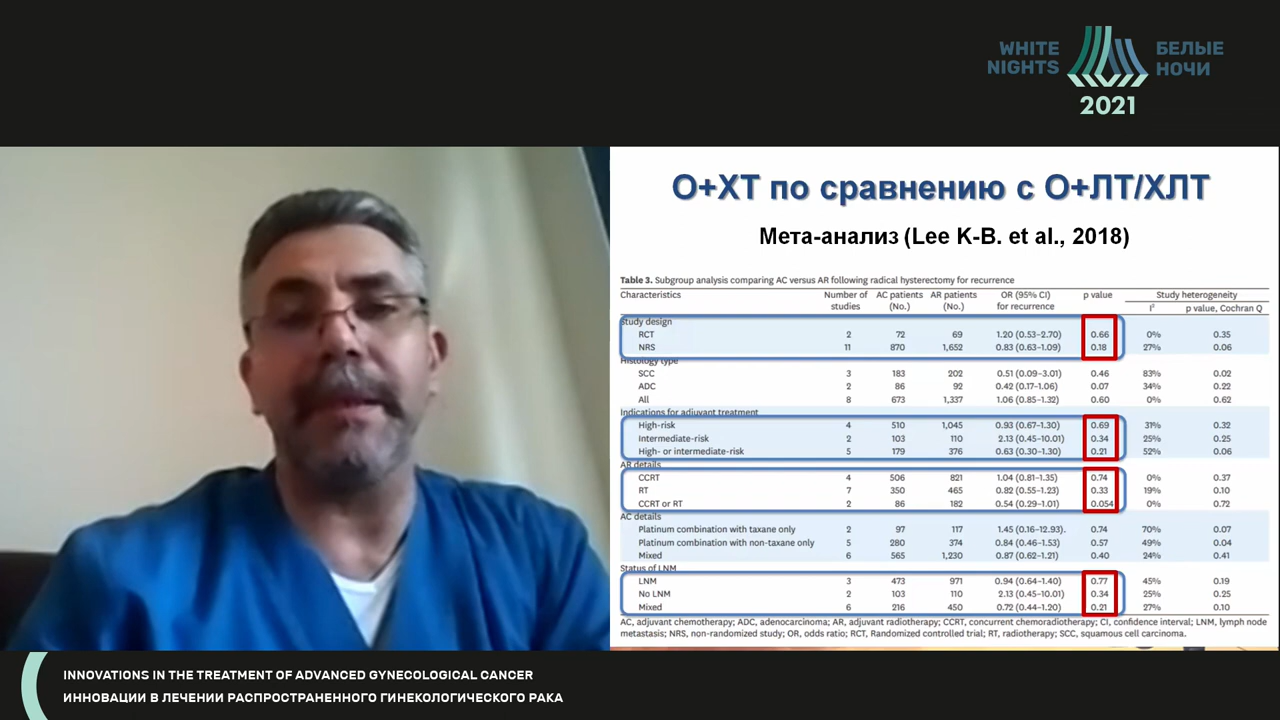 WHITE NIGHTS
БЕЛЫЕ НОЧИ
2021
О+ХТ по сравнению с О+ЛТ/ХЛТ
Мета-анализ (Lee K-B. et al., 2018)
Table 3. Subgroup analysis comparing AC versus AR following radical hysterectomy for recurrence
Characteristics Number of studies AC patients (No.) AR patients (No.) OR (95% CI) for recurrence p value Study heterogeneity
I² p value, Cochran Q
Study design
RCT 2 72 69 1.20 (0.53–2.70) 0.66 0% 0.35
NRS 11 870 1,652 0.83 (0.63–1.09) 0.18 27% 0.06
Histology type
SCC 3 183 202 0.51 (0.09–3.01) 0.46 83% 0.02
ADC 2 86 92 0.42 (0.17–1.06) 0.07 34% 0.22
All 8 673 1,337 1.06 (0.85–1.32) 0.60 0% 0.62
Indications for adjuvant treatment
High-risk 4 510 1,045 0.93 (0.67–1.30) 0.69 31% 0.32
Intermediate-risk 2 103 110 2.13 (0.45–10.01) 0.34 25% 0.25
High- or intermediate-risk 5 179 376 0.63 (0.30–1.30) 0.21 52% 0.06
AR details
CCRT 4 506 821 1.04 (0.81–1.35) 0.74 0% 0.37
RT 7 350 465 0.82 (0.55–1.23) 0.33 19% 0.10
CCRT or RT 2 86 182 0.54 (0.29–1.01) 0.054 0% 0.72
AC details
Platinum combination with taxane only 2 97 117 1.45 (0.16–12.93). 0.74 70% 0.07
Platinum combination with non-taxane only 5 280 374 0.84 (0.46–1.53) 0.57 49% 0.04
Mixed 6 565 1,230 0.87 (0.62–1.21) 0.40 24% 0.41
Status of LNM
LNM 3 473 971 0.94 (0.64–1.40) 0.77 45% 0.19
No LNM 2 103 110 2.13 (0.45–10.01) 0.34 25% 0.25
Mixed 6 216 450 0.72 (0.44–1.20) 0.21 27% 0.10
AC, adjuvant chemotherapy; ADC, adenocarcinoma; AR, adjuvant radiotherapy; CCRT, concurrent chemoradiotherapy; CI, confidence interval; LNM, lymph node
metastasis; NRS, non-randomized study; OR, odds ratio; RCT, Randomized controlled trial; RT, radiotherapy; SCC, squamous cell carcinoma.
INNOVATIONS IN THE TREATMENT OF ADVANCED GYNECOLOGICAL CANCER
ИННОВАЦИИ В ЛЕЧЕНИИ РАСПРОСТРАНЕННОГО ГИНЕКОЛОГИЧЕСКОГО РАКА